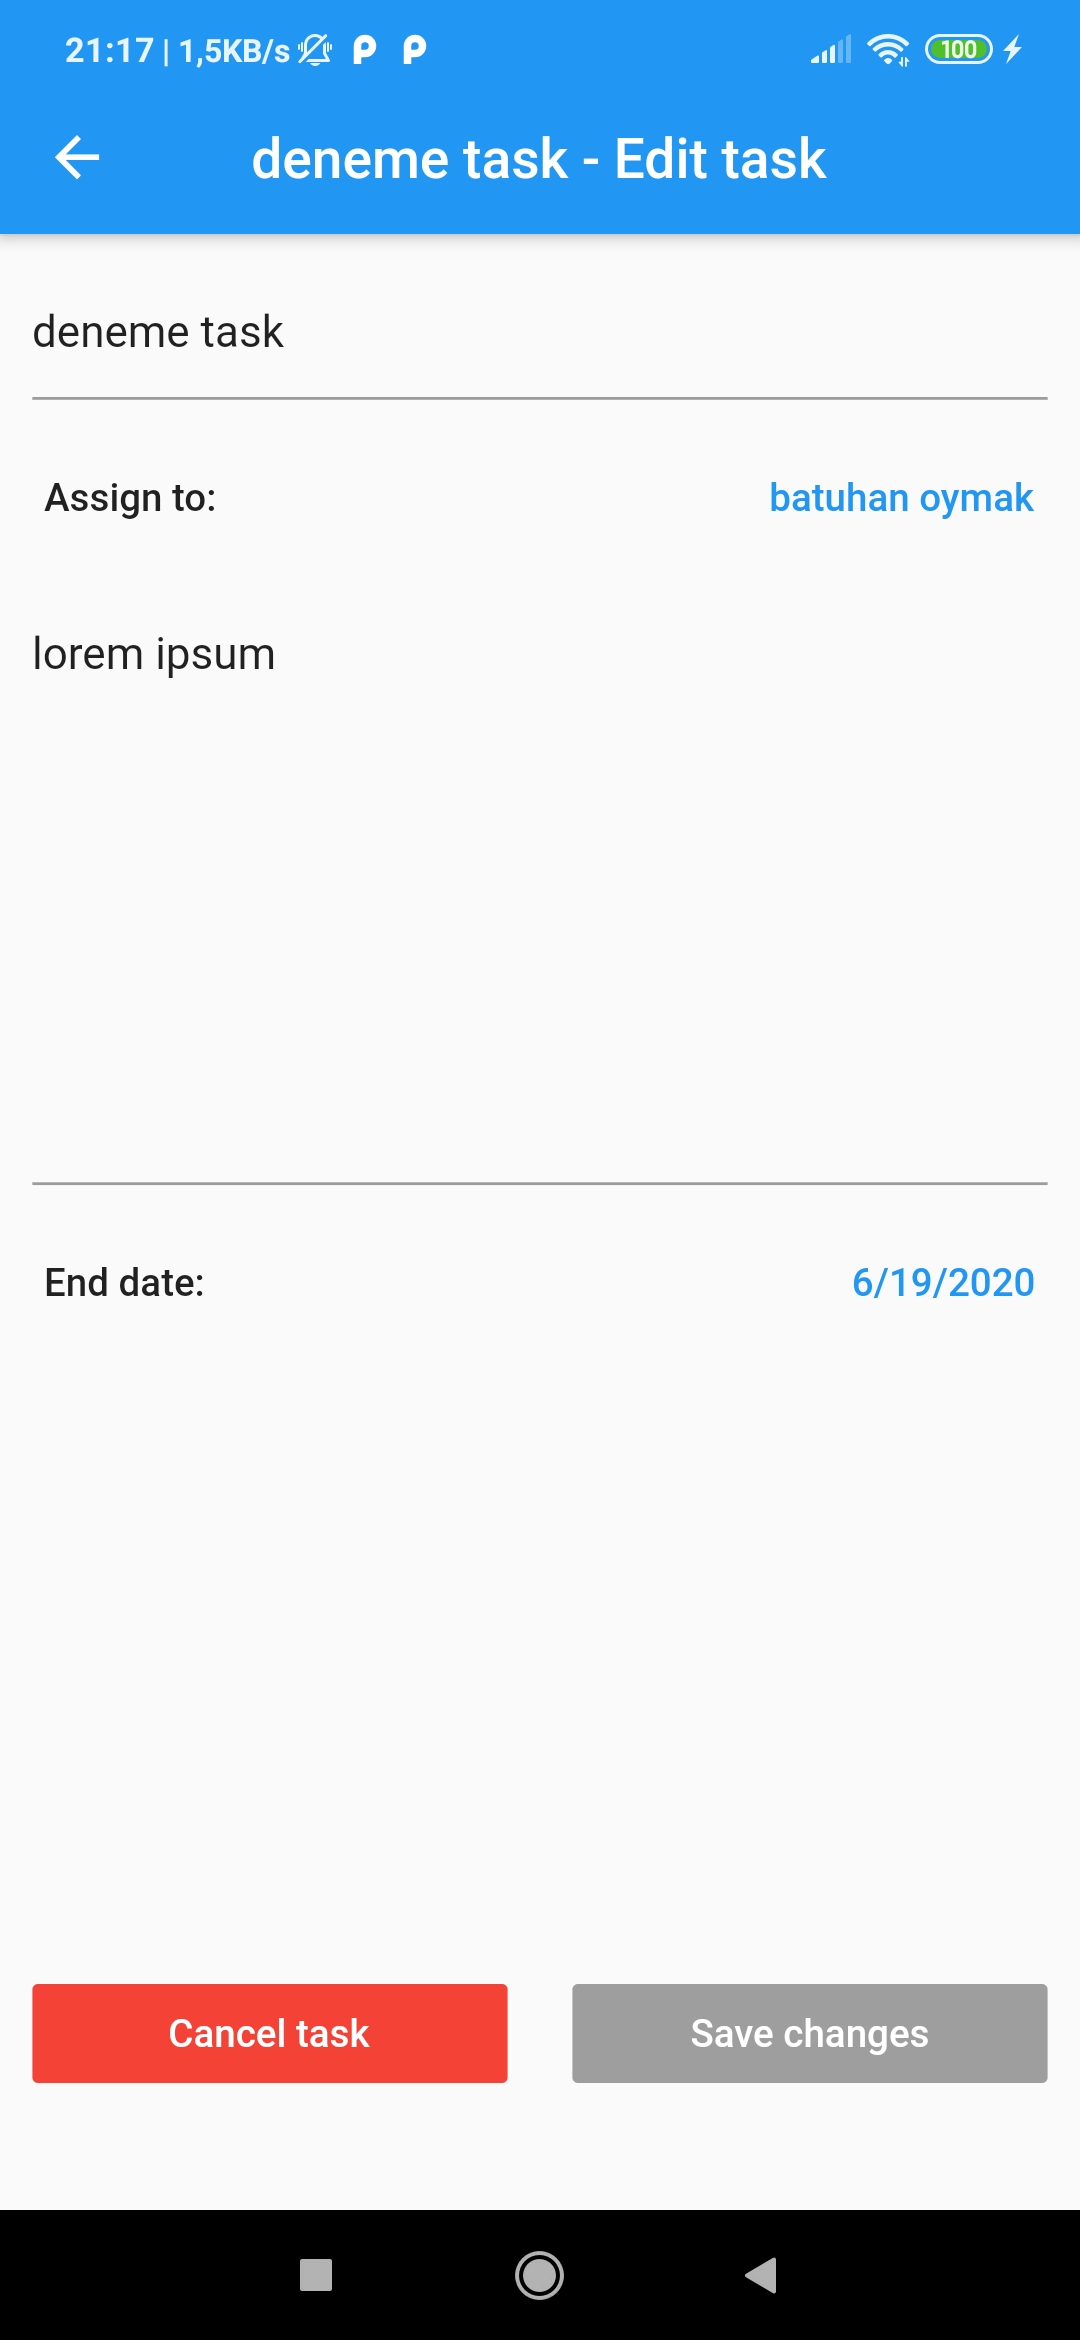 21:17 | 1,5KB/s
100
deneme task - Edit task
deneme task
Assign to: batuhan oymak
lorem ipsum
End date: 6/19/2020
Cancel task Save changes